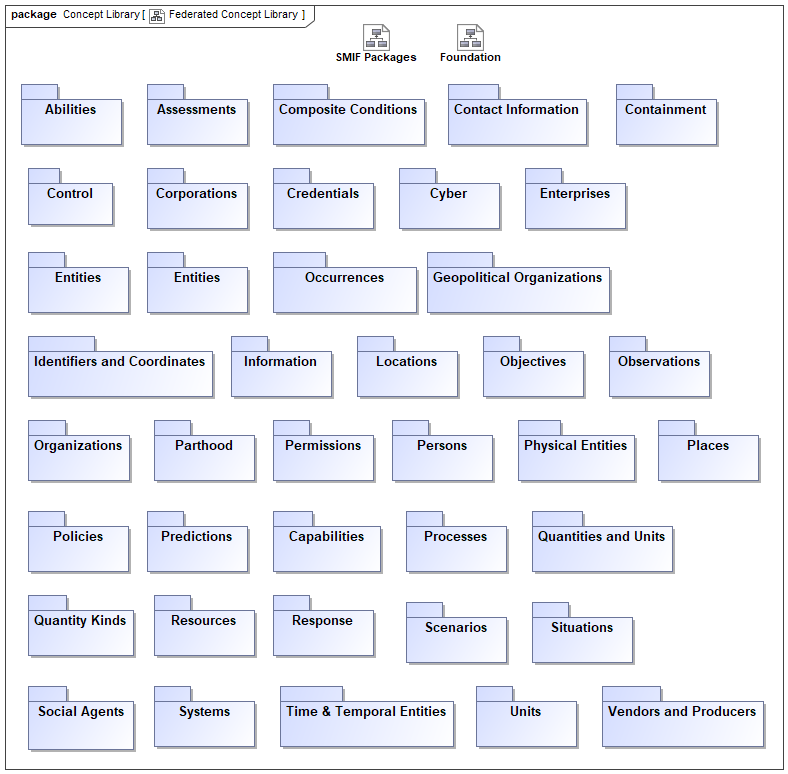 package Concept Library [ Federated Concept Library ]
SMIF Packages Foundation
Abilities Assessments Composite Conditions Contact Information Containment
Control Corporations Credentials Cyber Enterprises
Entities Entities Occurrences Geopolitical Organizations
Identifiers and Coordinates Information Locations Objectives Observations
Organizations Parthood Permissions Persons Physical Entities Places
Policies Predictions Capabilities Processes Quantities and Units
Quantity Kinds Resources Response Scenarios Situations
Social Agents Systems Time & Temporal Entities Units Vendors and Producers